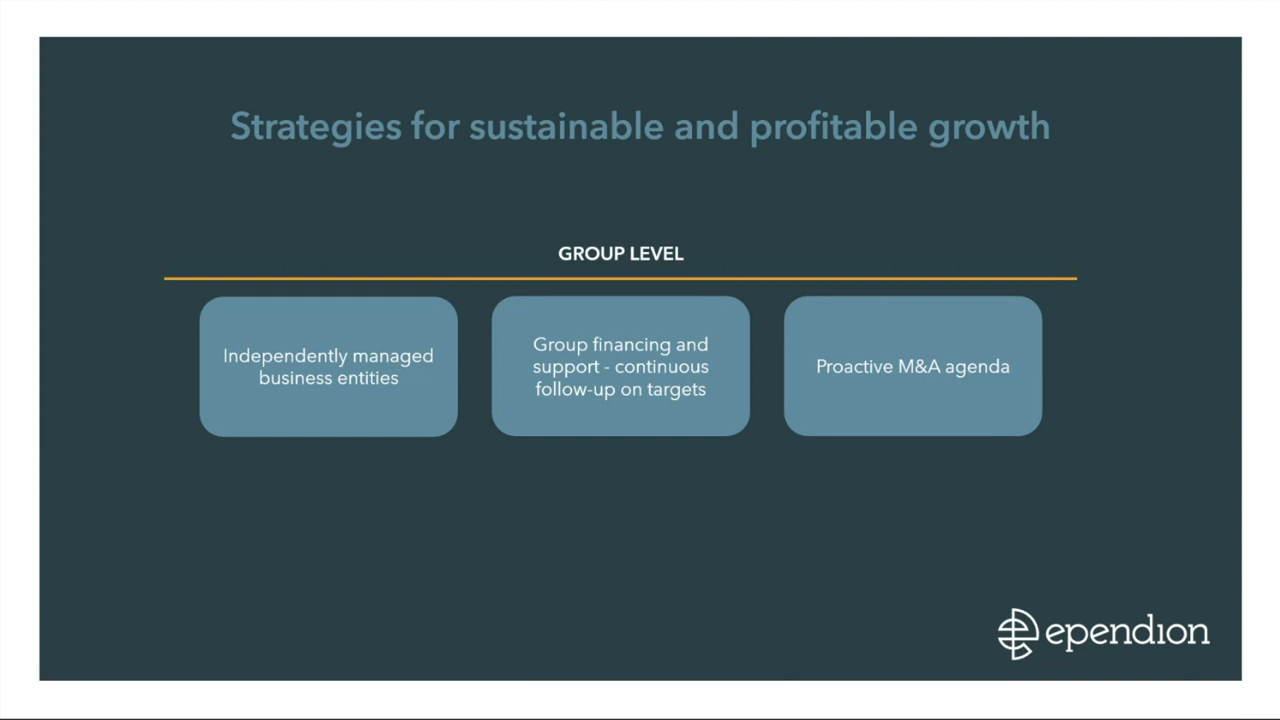 Strategies for sustainable and profitable growth
GROUP LEVEL
Independently managed
business entities
Group financing and
support - continuous
follow-up on targets
Proactive M&A agenda
ependion